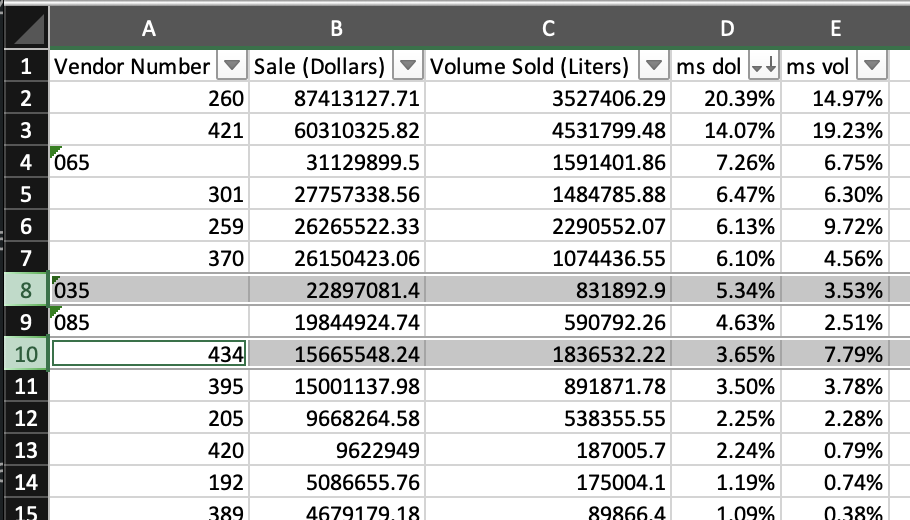 A B C D E
1 Vendor Number Sale (Dollars) Volume Sold (Liters) ms dol ms vol
2 260 87413127.71 3527406.29 20.39% 14.97%
3 421 60310325.82 4531799.48 14.07% 19.23%
4 065 31129899.5 1591401.86 7.26% 6.75%
5 301 27757338.56 1484785.88 6.47% 6.30%
6 259 26265522.33 2290552.07 6.13% 9.72%
7 370 26150423.06 1074436.55 6.10% 4.56%
8 035 22897081.4 831892.9 5.34% 3.53%
9 085 19844924.74 590792.26 4.63% 2.51%
10 434 15665548.24 1836532.22 3.65% 7.79%
11 395 15001137.98 891871.78 3.50% 3.78%
12 205 9668264.58 538355.55 2.25% 2.28%
13 420 9622949 187005.7 2.24% 0.79%
14 192 5086655.76 175004.1 1.19% 0.74%
15 389 4679179.18 89866.4 1.09% 0.38%